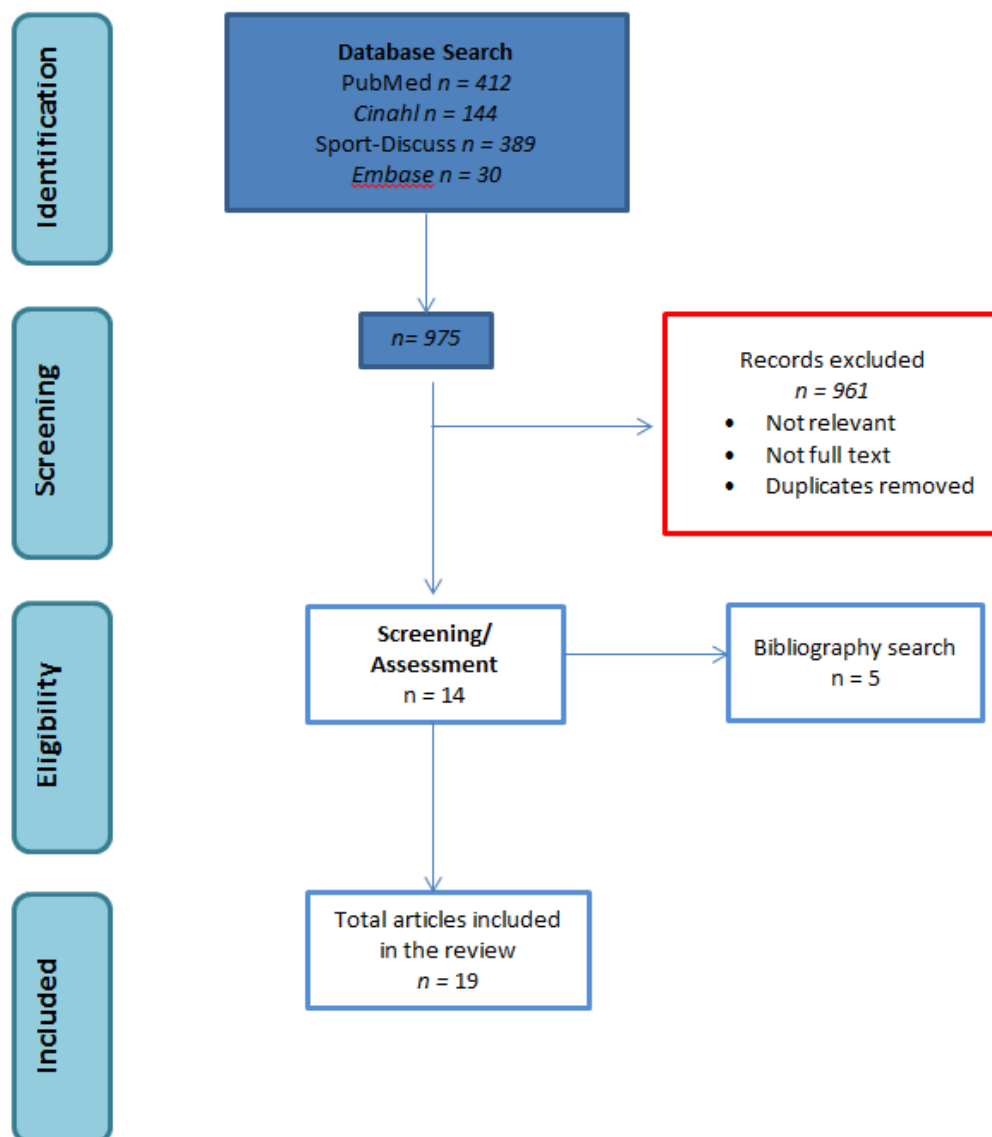 Identification
Database Search
PubMed n = 412
Cinahl n = 144
Sport-Discuss n = 389
Embase n = 30
Screening
n= 975
Records excluded
n = 961
• Not relevant
• Not full text
• Duplicates removed
Eligibility
Screening/
Assessment
n = 14
Bibliography search
n = 5
Included
Total articles included
in the review
n = 19